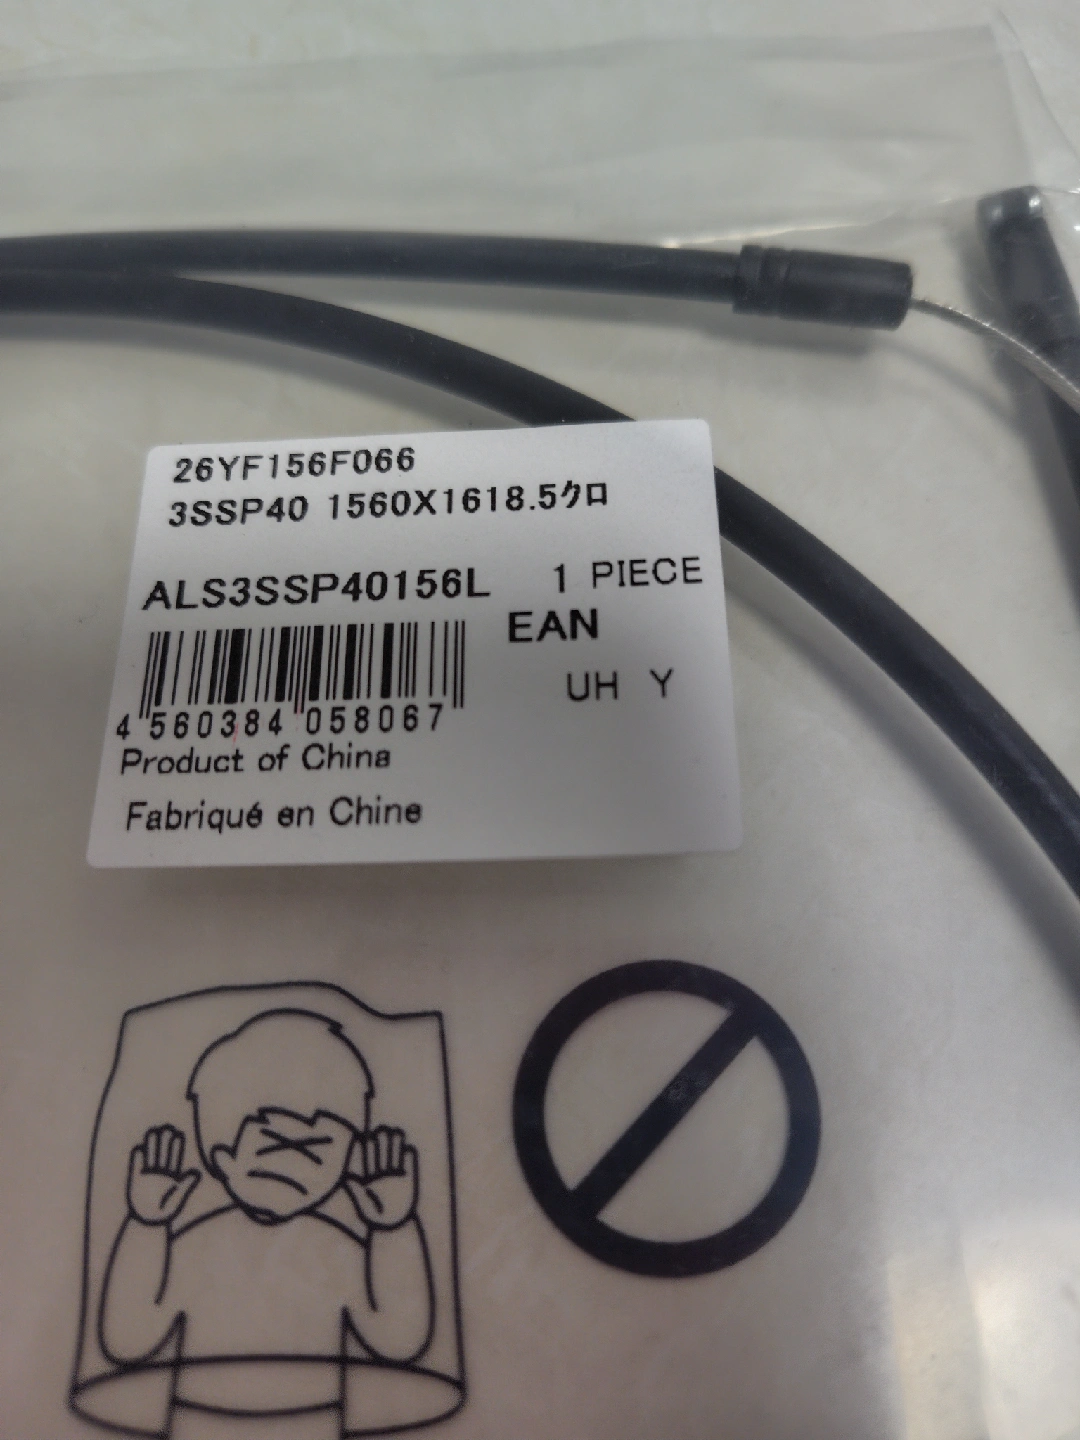 26YF156F066
3SSP40 1560X1618.5クロ
ALS3SSP40156L 1 PIECE
EAN
UH Y
4 560384 058067
Product of China
Fabriqué en Chine